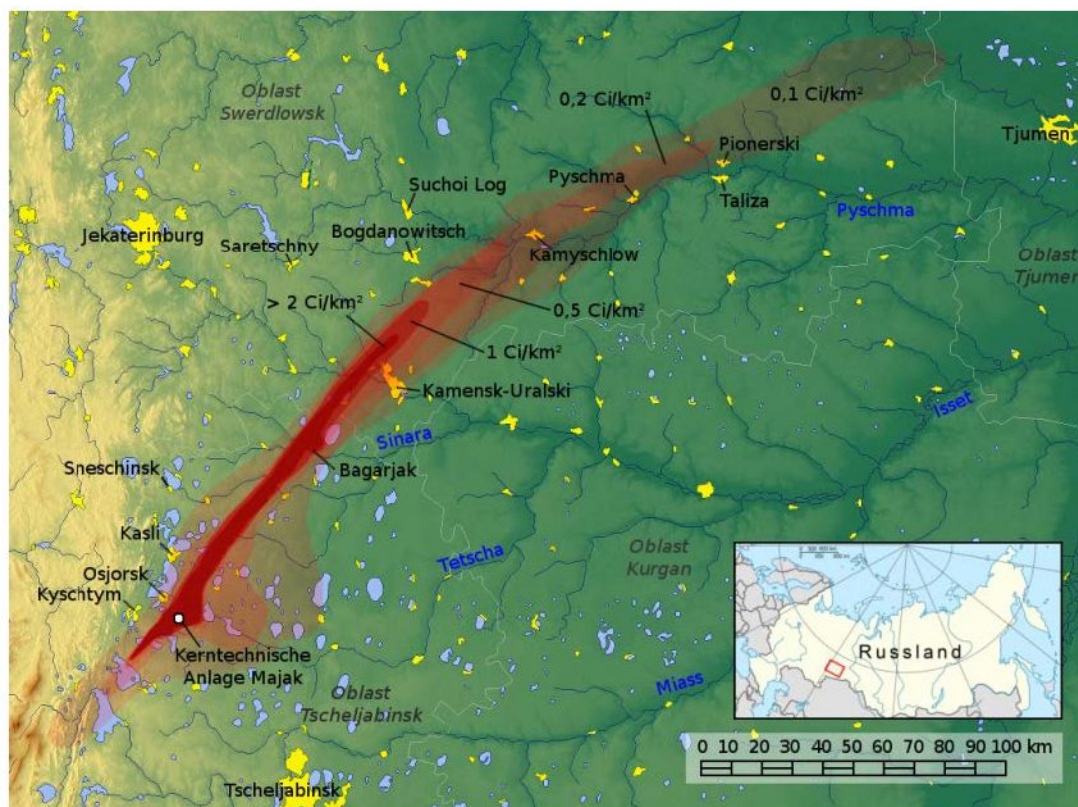 Oblast
Swerdlowsk
0,2 Ci/km²
0,1 Ci/km²
Tjumen
Pionerski
Pyschma
Taliza
Suchoi Log
Pyschma
Bogdanowitsch
Jekaterinburg
Saretschny
Kamyschlow
Oblast
Tjumen
> 2 Ci/km²
0,5 Ci/km²
1 Ci/km²
Kamensk-Uralski
Isset
Sinara
Sneschinsk
Bagarjak
Kasli
Tetscha
Oblast
Kurgan
Osjorsk
Kyschtym
Kerntechnische
Anlage Majak
Russland
Miass
Oblast
Tscheljabinsk
0 10 20 30 40 50 60 70 80 90 100 km
Tscheljabinsk